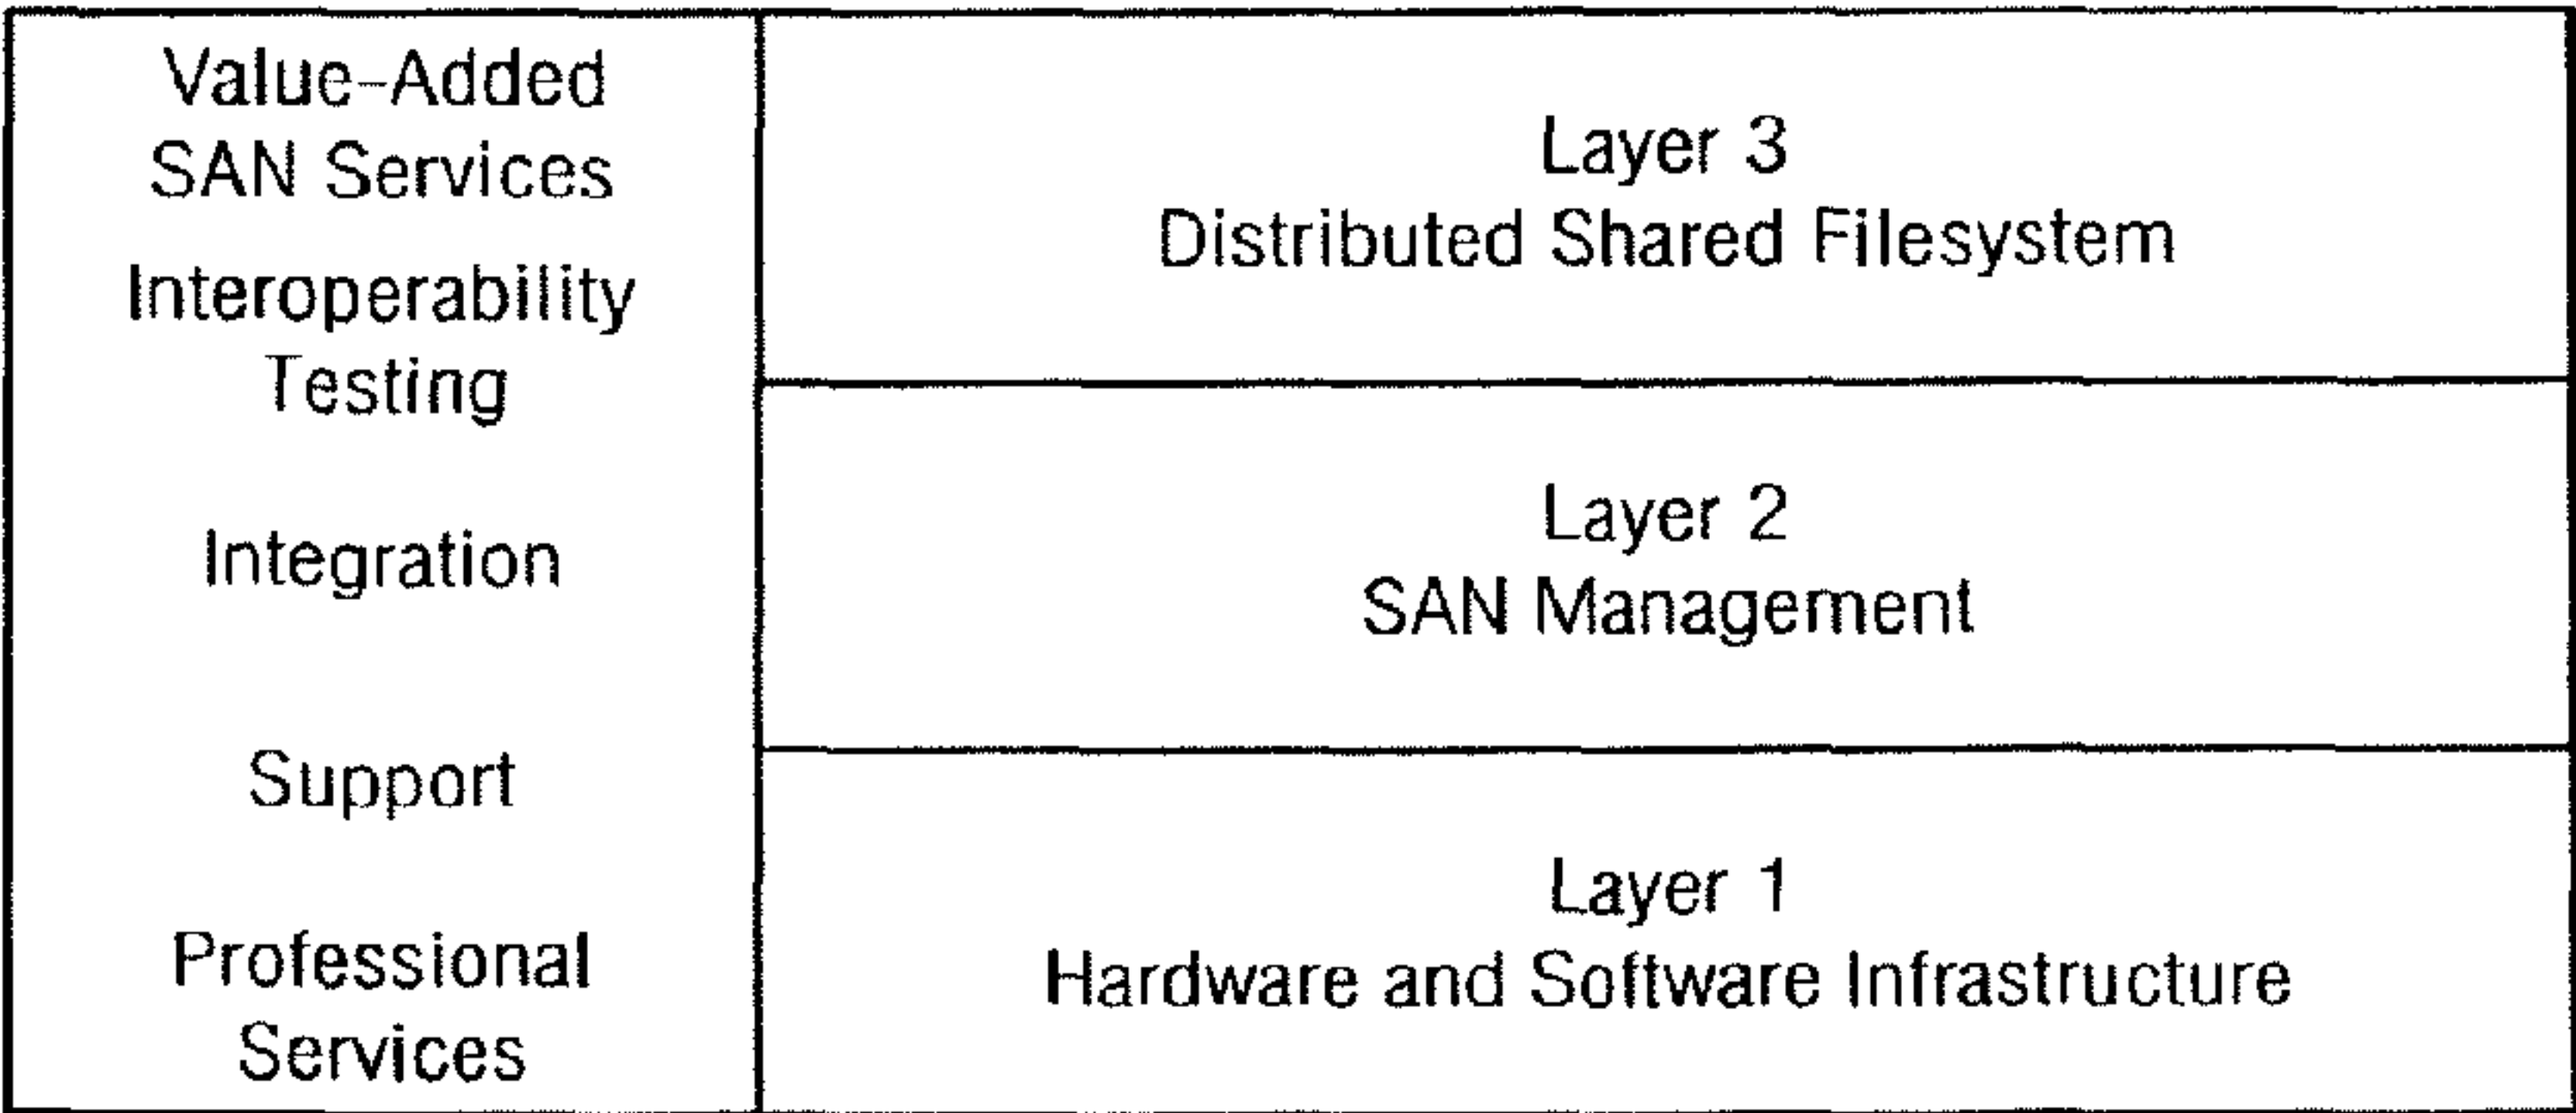 Value-Added
SAN Services
Interoperability
Testing
Integration
Support
Professional
Services
Layer 3
Distributed Shared Filesystem
Layer 2
SAN Management
Layer 1
Hardware and Software Infrastructure